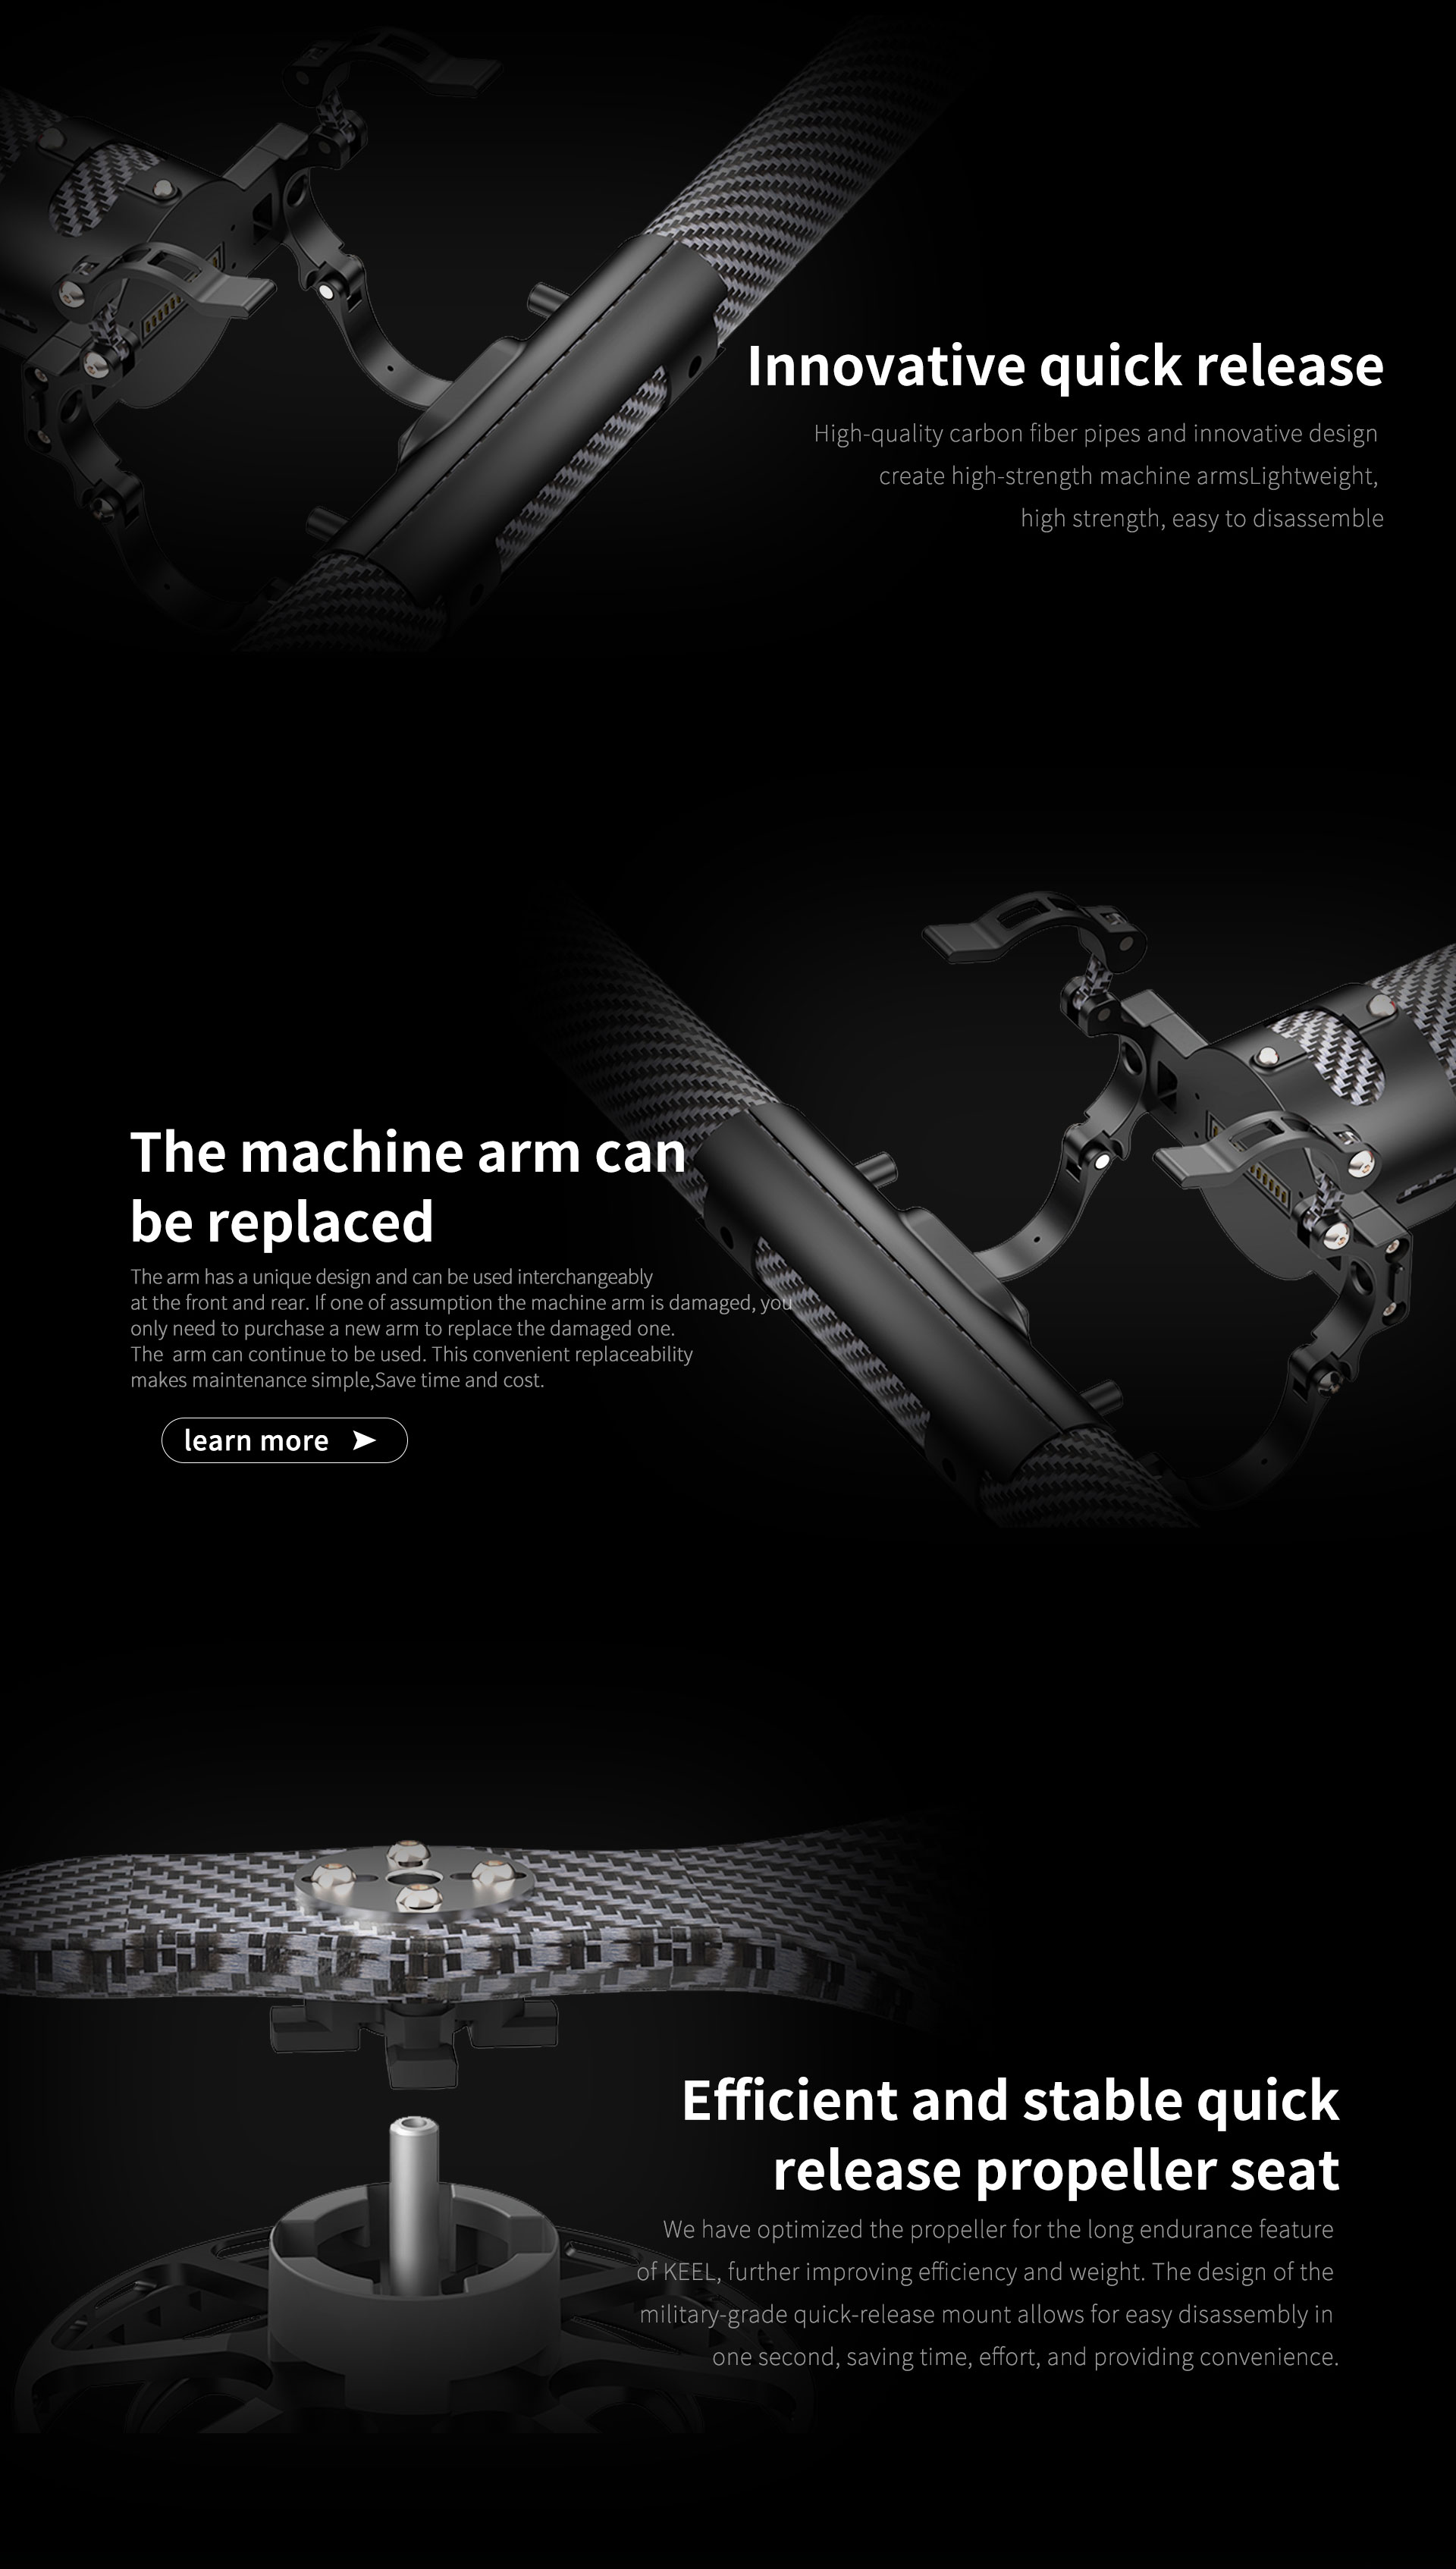 Innovative quick release
High-quality carbon fiber pipes and innovative design
create high-strength machine armsLightweight,
high strength, easy to disassemble
The machine arm can
be replaced
The arm has a unique design and can be used interchangeably
at the front and rear. If one of assumption the machine arm is damaged, you
only need to purchase a new arm to replace the damaged one.
The  arm can continue to be used. This convenient replaceability
makes maintenance simple,Save time and cost.
learn more
Efficient and stable quick
release propeller seat
We have optimized the propeller for the long endurance feature
of KEEL, further improving efficiency and weight. The design of the
military-grade quick-release mount allows for easy disassembly in
one second, saving time, effort, and providing convenience.